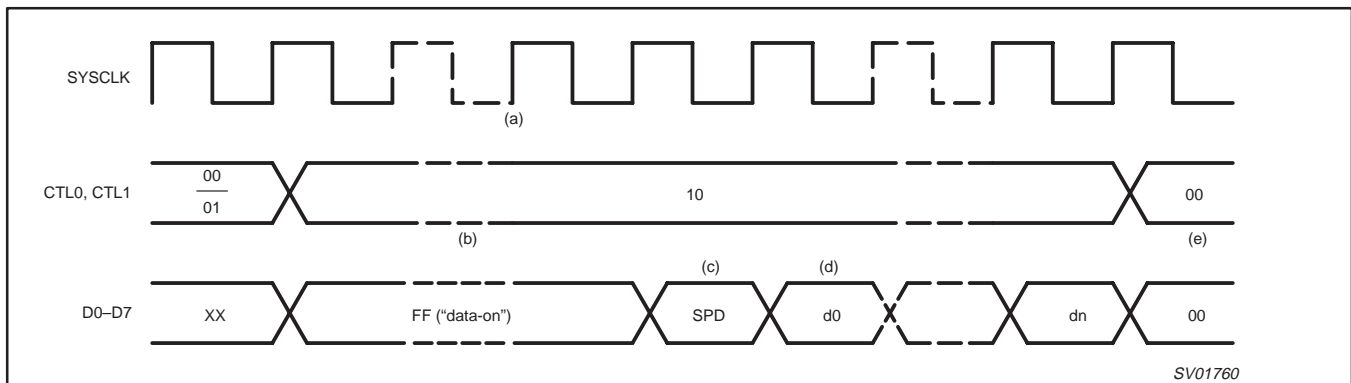 SYSCLK
(a)
CTL0, CTL1
00
01
10
00
(b)
(e)
(c)
(d)
D0–D7
XX
FF (“data-on”)
SPD
d0
dn
00
SV01760